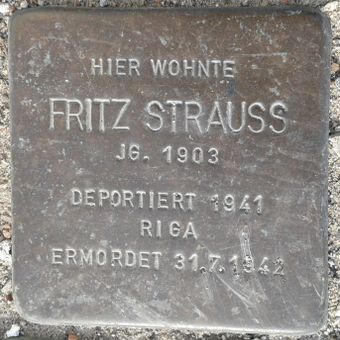 HIER WOHNTE
FRITZ STRAUSS
JG. 1903
DEPORTIERT 1941
RIGA
ERMORDET 31.7.1942